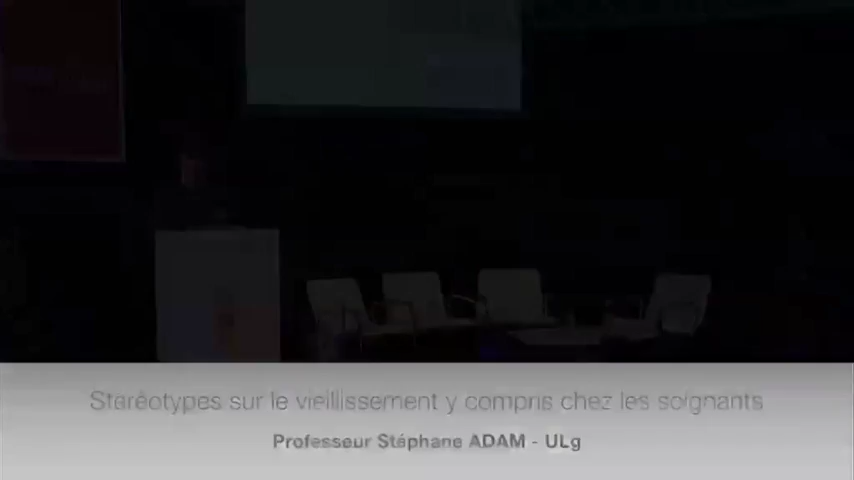 Stéréotypes sur le vieillissement y compris chez les soignants
Professeur Stéphane ADAM - ULg